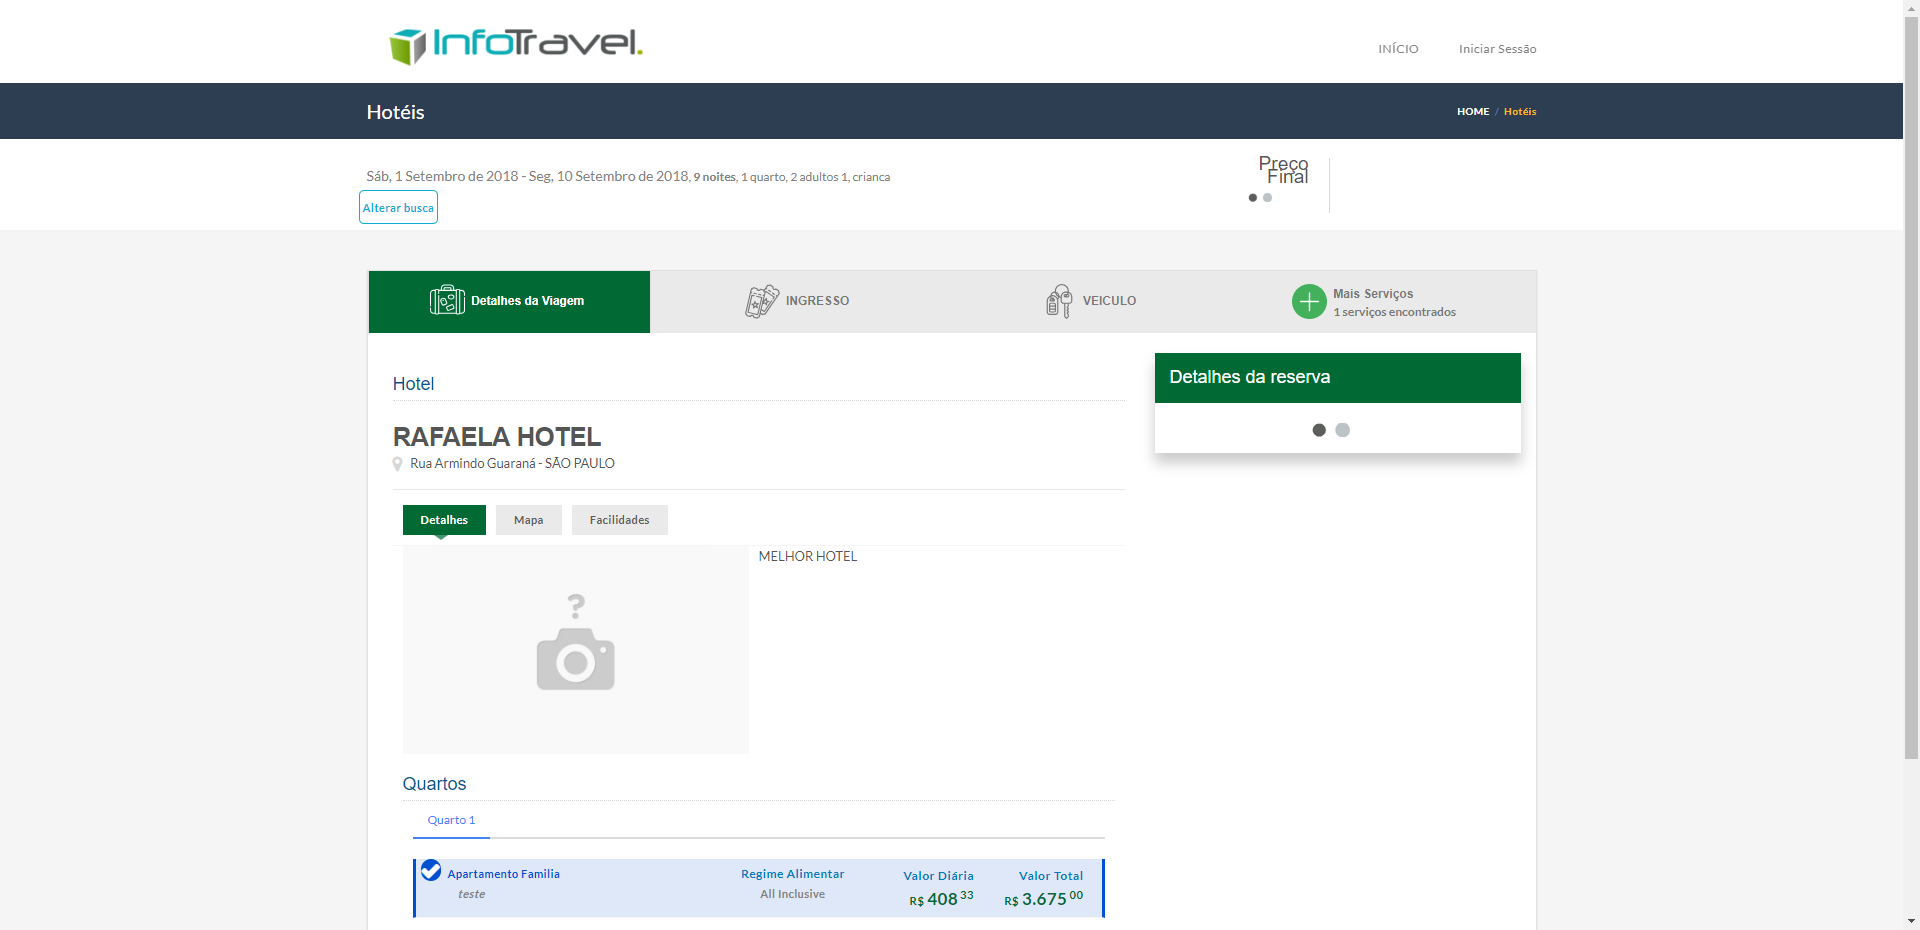 InfoTravel.
INÍCIO
Iniciar Sessão
Hotéis
HOME / Hotéis
Sáb, 1 Setembro de 2018 - Seg, 10 Setembro de 2018, 9 noites, 1 quarto, 2 adultos 1, crianca
Alterar busca
Preço
Final
Detalhes da Viagem
INGRESSO
VEICULO
Mais Serviços
1 serviços encontrados
Hotel
RAFAELA HOTEL
Rua Armindo Guaraná - SÃO PAULO
Detalhes
Mapa
Facilidades
MELHOR HOTEL
?
Quartos
Quarto 1
Apartamento Familia
teste
Regime Alimentar
All Inclusive
Valor Diária
R$ 408 33
Valor Total
R$ 3.675 00
Detalhes da reserva